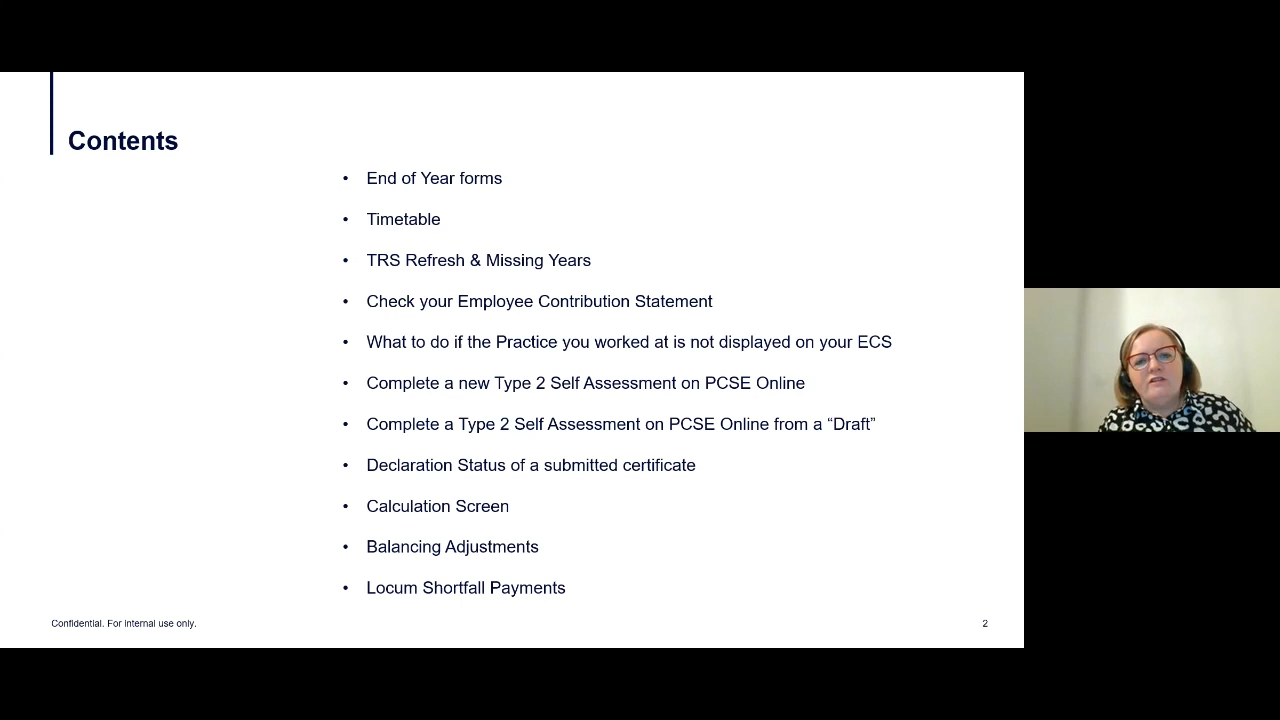 Contents
• End of Year forms
• Timetable
• TRS Refresh & Missing Years
• Check your Employee Contribution Statement
• What to do if the Practice you worked at is not displayed on your ECS
• Complete a new Type 2 Self Assessment on PCSE Online
• Complete a Type 2 Self Assessment on PCSE Online from a “Draft”
• Declaration Status of a submitted certificate
• Calculation Screen
• Balancing Adjustments
• Locum Shortfall Payments
Confidential. For internal use only.
2